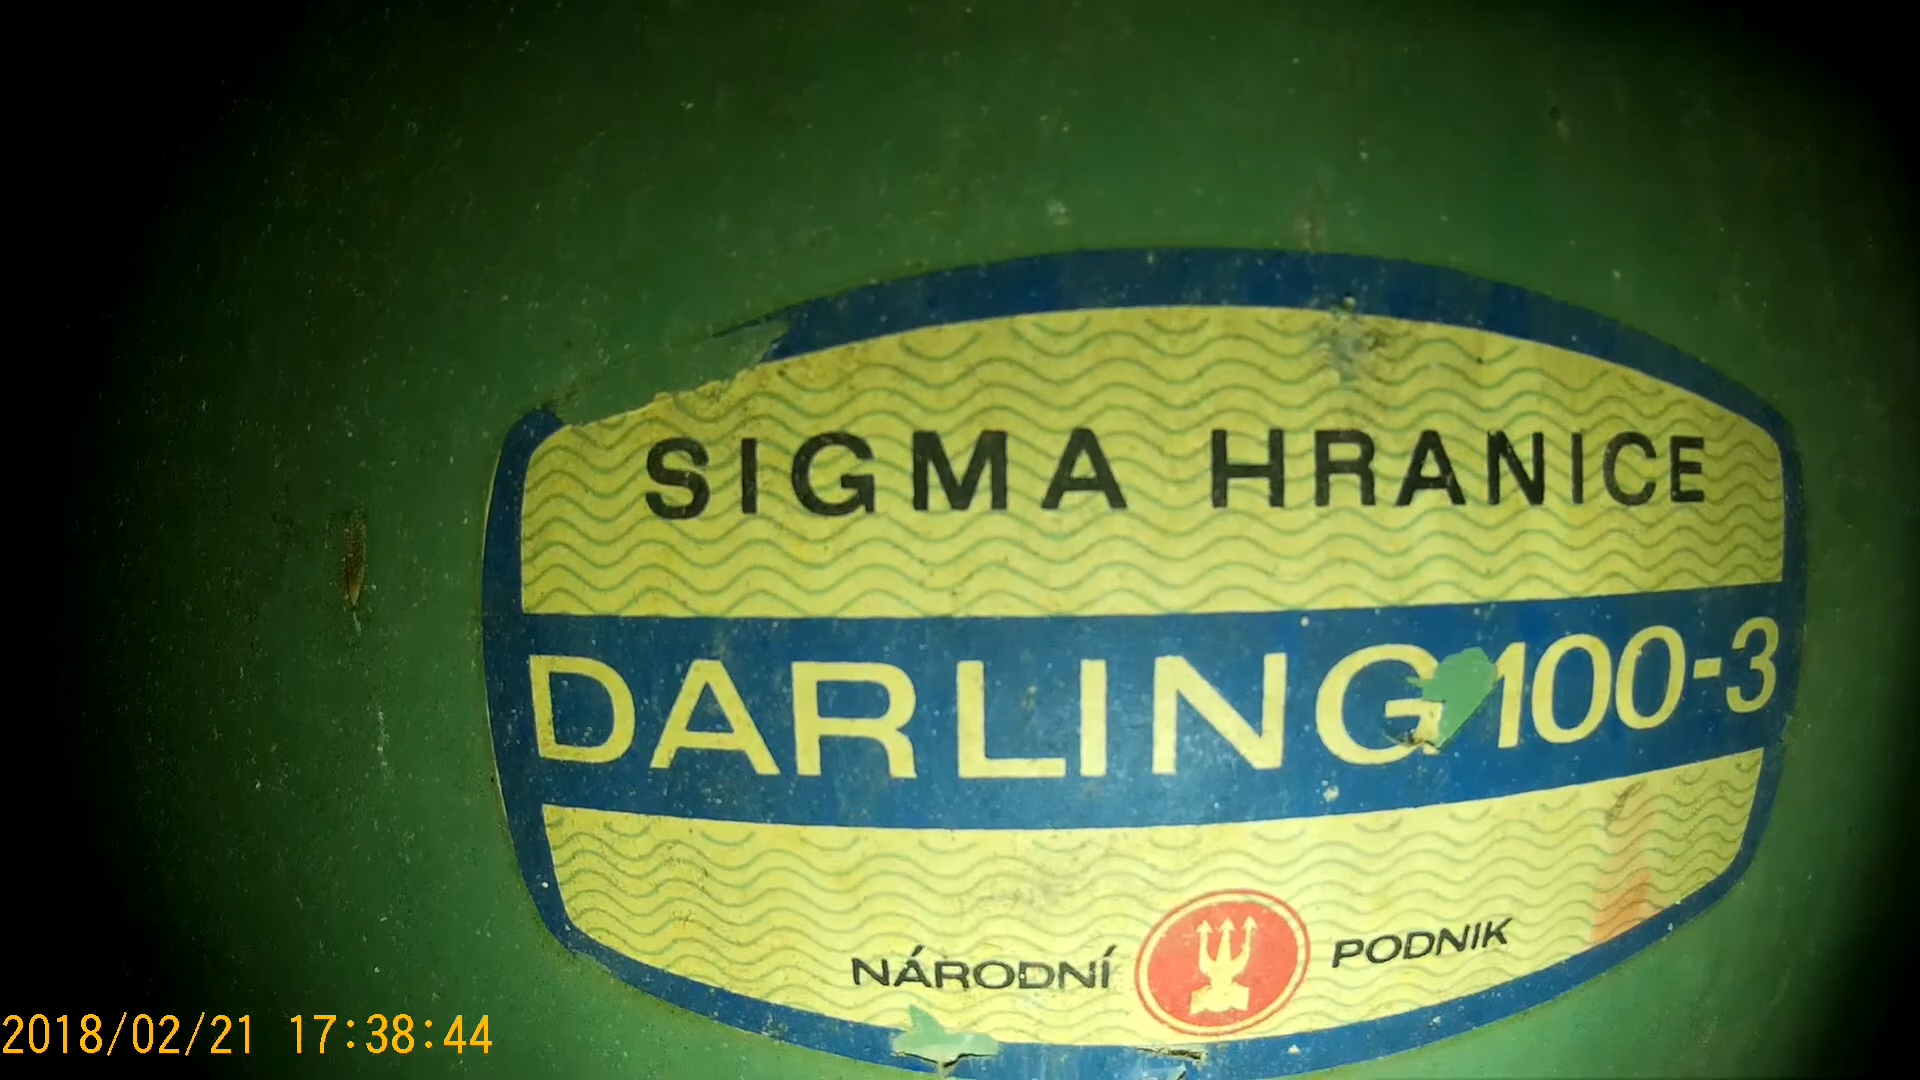 SIGMA HRANICE
DARLING 100-3
NÁRODNÍ PODNIK
2018/02/21 17:38:44